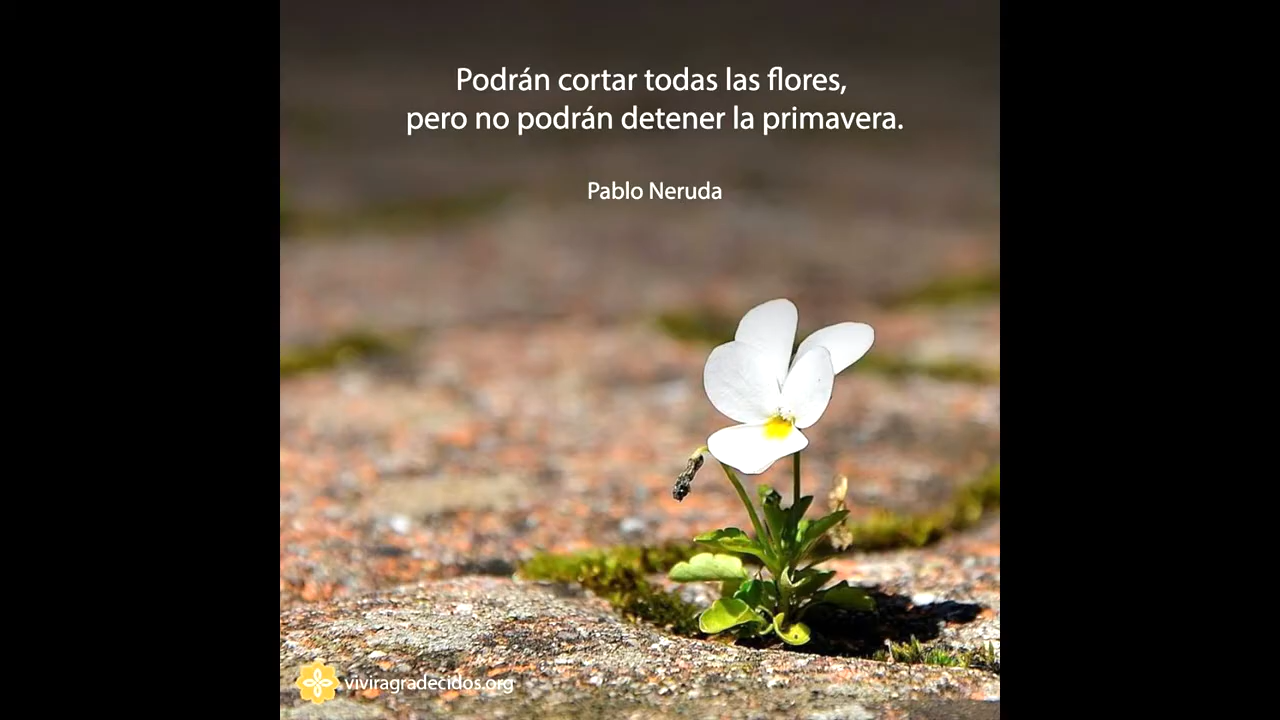 Podrán cortar todas las flores,
pero no podrán detener la primavera.
Pablo Neruda
viviragradecidos.org